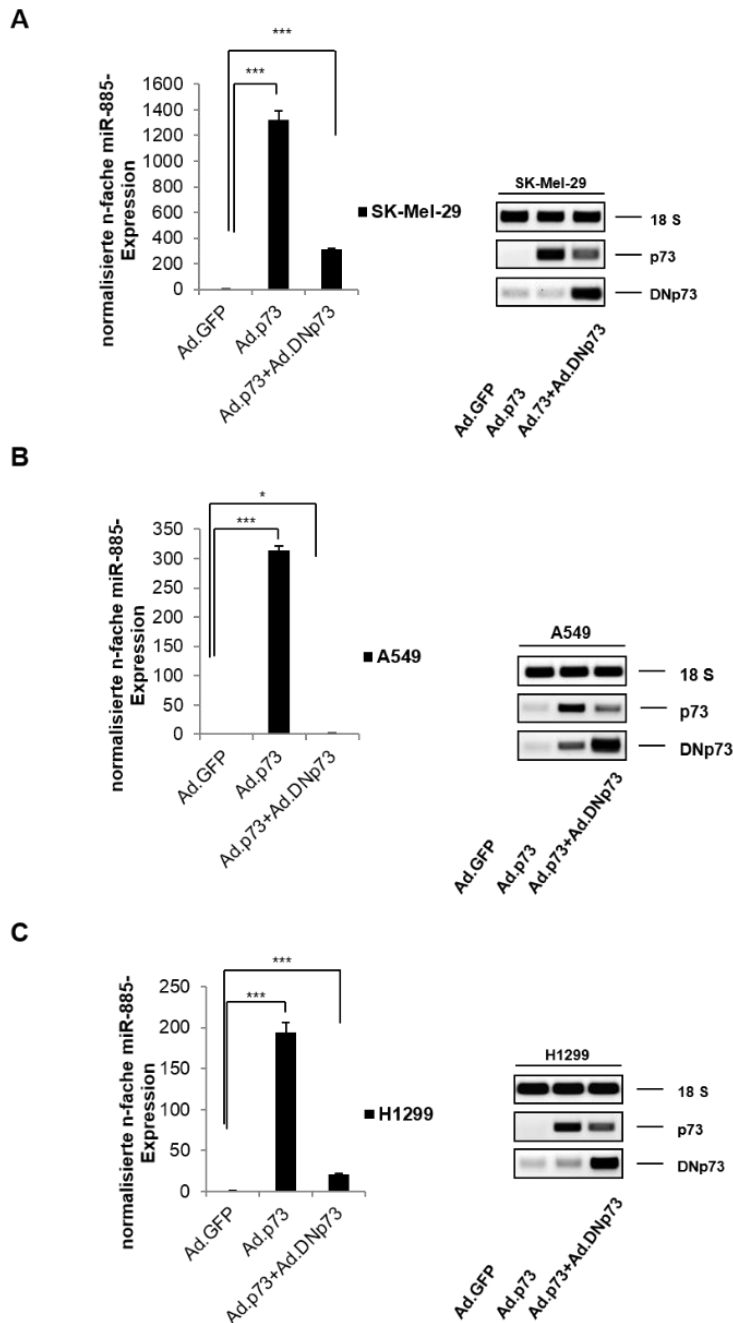 A
***
***
normalisierte n-fache miR-885-
Expression
1600
1400
1200
1000
800
600
400
200
0
Ad.GFP
Ad.p73
Ad.p73+Ad.DNp73
SK-Mel-29
SK-Mel-29
18 S
p73
DNp73
Ad.GFP
Ad.p73
Ad.73+Ad.DNp73
B
*
***
normalisierte n-fache miR-885-
Expression
350
300
250
200
150
100
50
0
Ad.GFP
Ad.p73
Ad.p73+Ad.DNp73
A549
A549
18 S
p73
DNp73
Ad.GFP
Ad.p73
Ad.p73+Ad.DNp73
C
***
***
normalisierte n-fache miR-885-
Expression
250
200
150
100
50
0
Ad.GFP
Ad.p73
Ad.p73+Ad.DNp73
H1299
H1299
18 S
p73
DNp73
Ad.GFP
Ad.p73
Ad.p73+Ad.DNp73